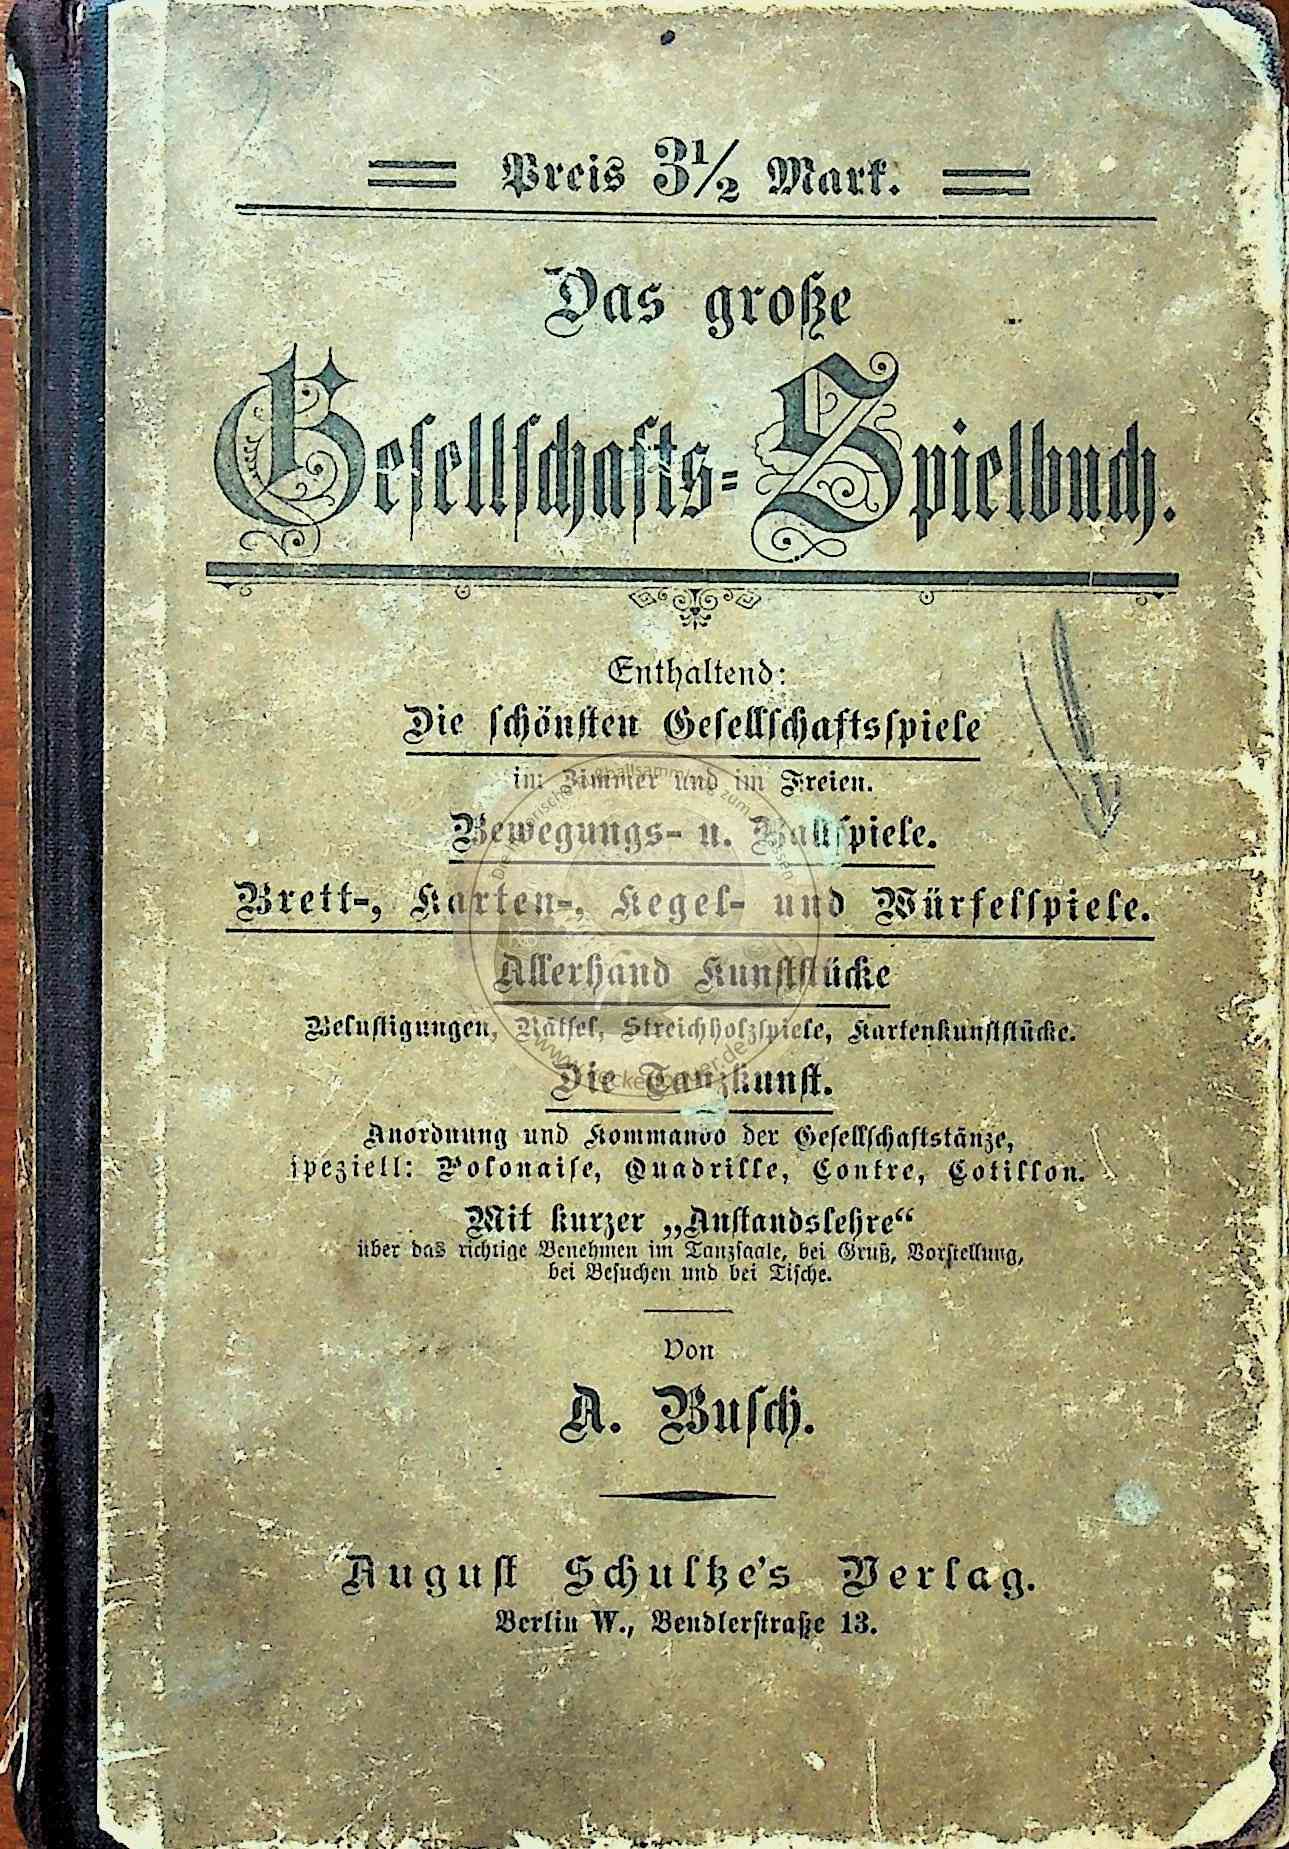 Preis 3½ Mark.
Das große
Gesellschafts-Spielbuch.
Enthaltend:
Die schönsten Gesellschaftsspiele
im Zimmer und im Freien.
Bewegungs- u. Ballspiele.
Brett-, Karten-, Kegel- und Würfelspiele.
Allerhand Kunststücke
Belustigungen, Rätsel, Streichholzspiele, Kartenkunststücke.
Die Tanzkunst.
Anordnung und Kommando der Gesellschaftstänze,
speziell: Polonaise, Quadrille, Contre, Cotillon.
Mit kurzer „Anstandslehre“
über das richtige Benehmen im Tanzsaale, bei Gruß, Vorstellung,
bei Besuchen und bei Tische.
Von
A. Busch.
August Schultze's Verlag.
Berlin W., Bendlerstraße 13.